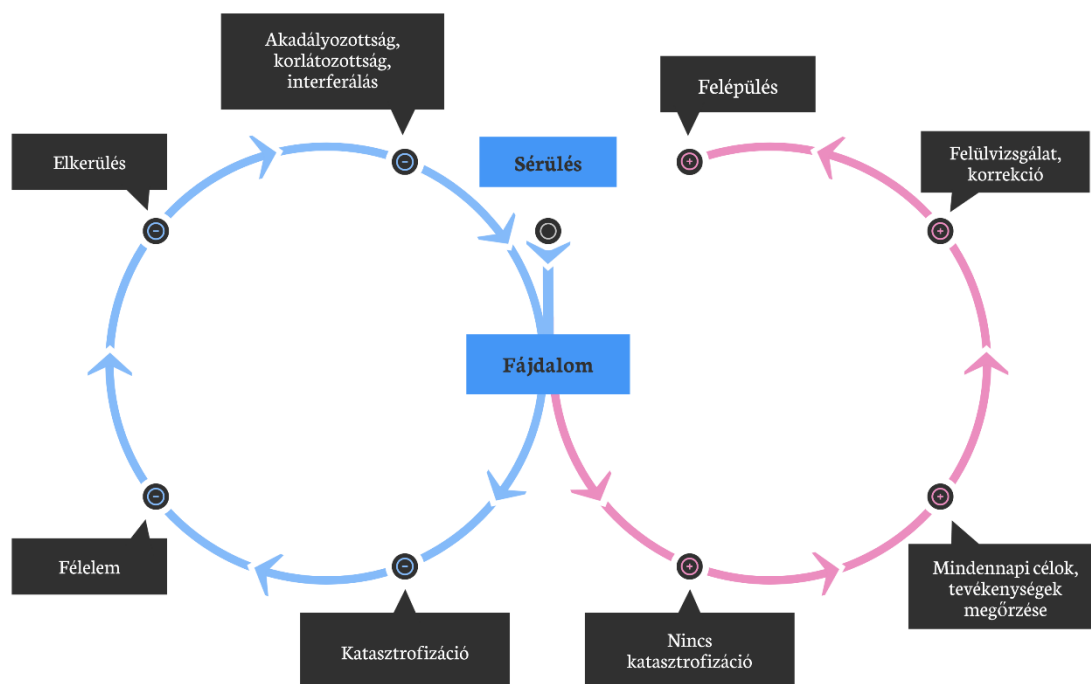 Akadályozottság,
korlátozottság,
interferálás
Felépülés
Elkerülés
Sérülés
Felülvizsgálat,
korrekció
Fájdalom
Félelem
Mindennapi célok,
tevékenységek
megőrzése
Katasztrofizáció
Nincs
katasztrofizáció